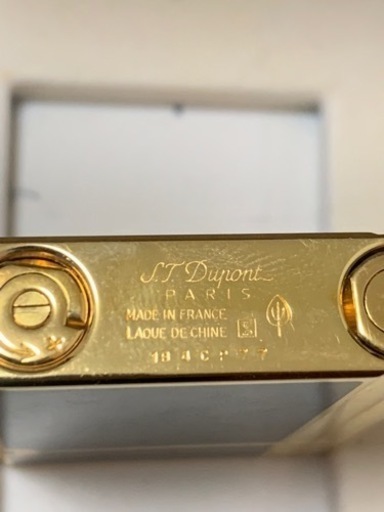 S.T. Dupont
PARIS
MADE IN FRANCE
LAQUE DE CHINE